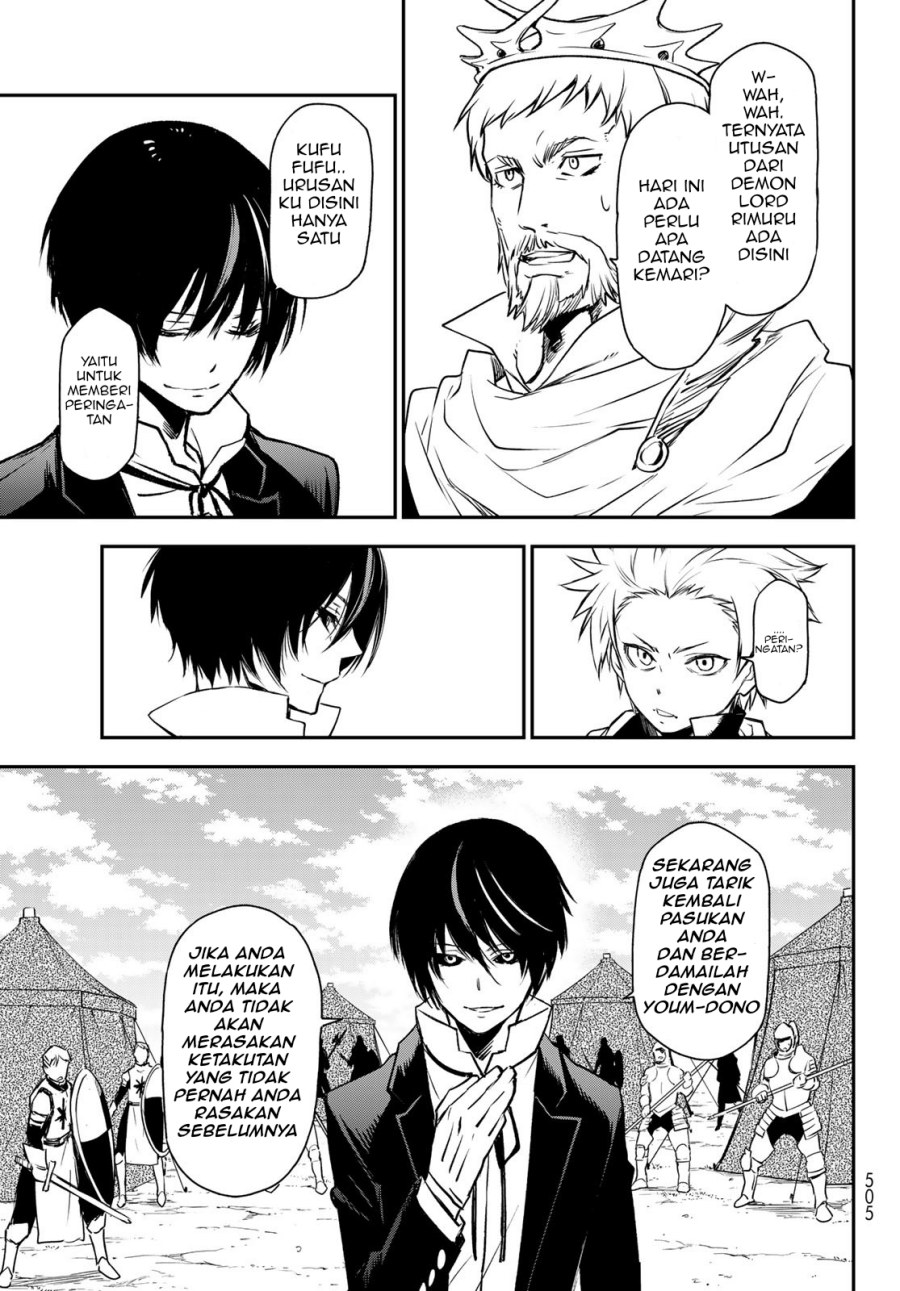 W-
WAH,
WAH.
TERNYATA
UTUSAN
DARI
DEMON
LORD
RIMURU
ADA
DISINI
HARI INI
ADA
PERLU
APA
DATANG
KEMARI?
KUFU
FUFU..
URUSAN
KU DISINI
HANYA
SATU
YAITU
UNTUK
MEMBERI
PERINGA-
TAN
....
PERI-
NGATAN?
SEKARANG
JUGA TARIK
KEMBALI
PASUKAN
ANDA
DAN BER-
DAMAILAH
DENGAN
YOUM-DONO
JIKA ANDA
MELAKUKAN
ITU, MAKA
ANDA TIDAK
AKAN
MERASAKAN
KETAKUTAN
YANG TIDAK
PERNAH ANDA
RASAKAN
SEBELUMNYA
505